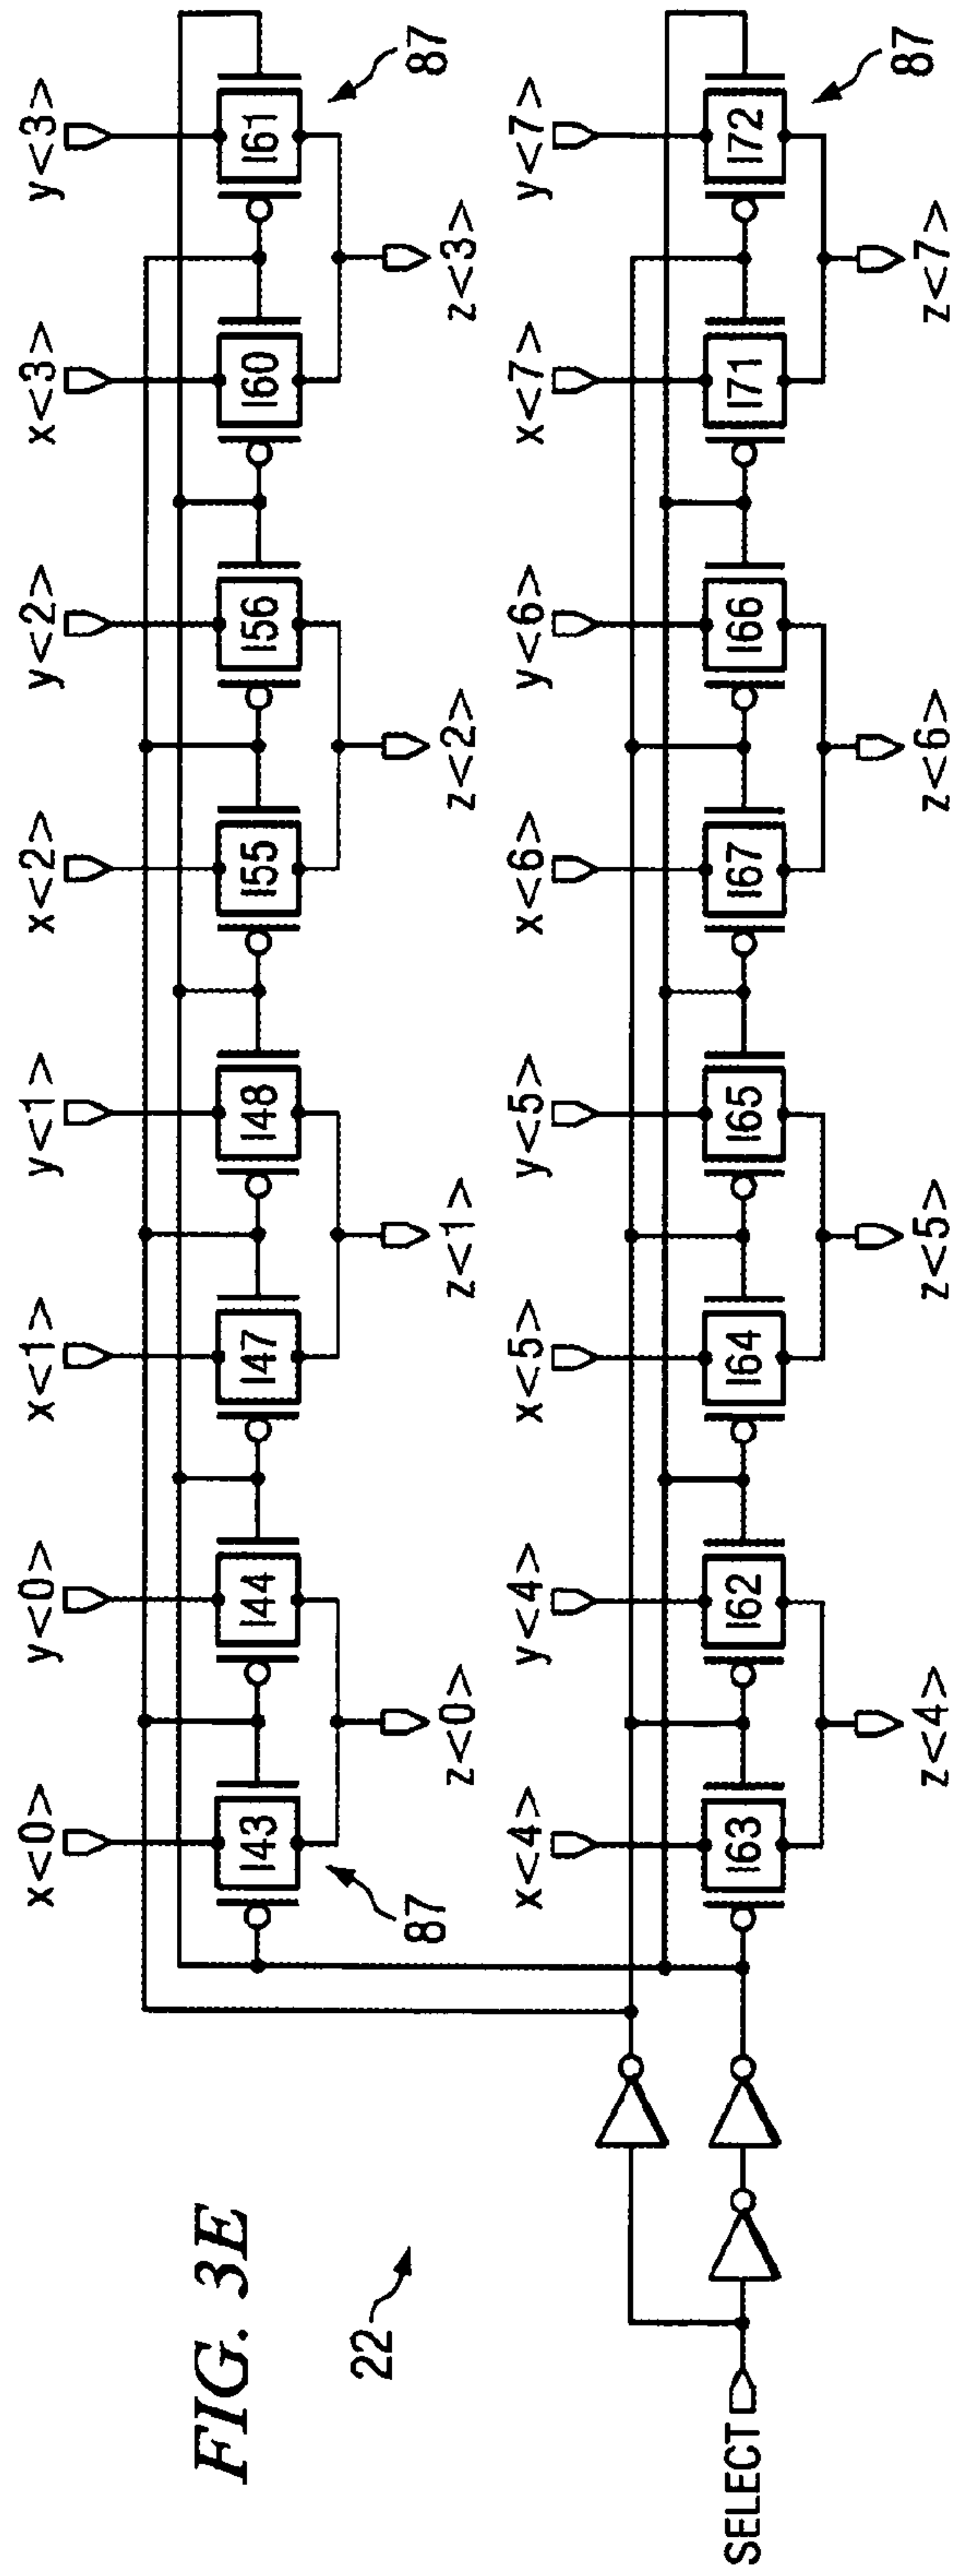 x<0> y<0> x<1> y<1> x<2> y<2> x<3> y<3>
I43 I44 I47 I48 I55 I56 I60 I61
FIG. 3E
87 87
z<0> z<1> z<2> z<3>
22
x<4> y<4> x<5> y<5> x<6> y<6> x<7> y<7>
I63 I62 I64 I65 I67 I66 I71 I72
SELECT
87
z<4> z<5> z<6> z<7>